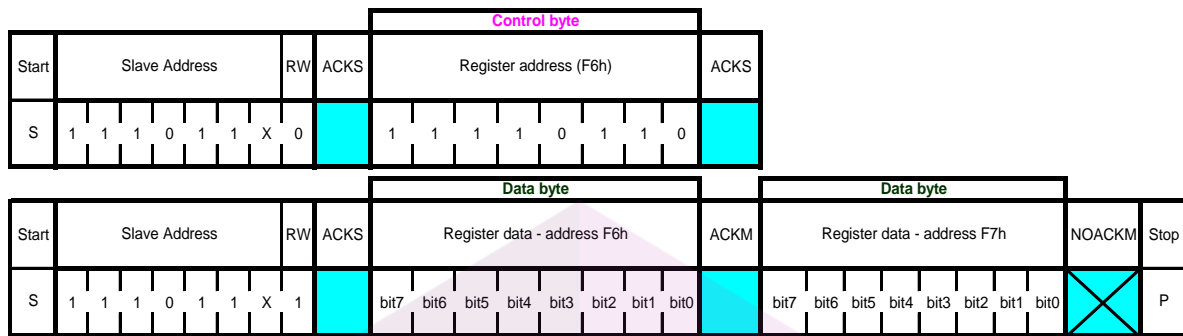 Control byte
Start Slave Address RW ACKS Register address (F6h) ACKS
S 1 1 1 0 1 1 X 0 1 1 1 1 0 1 1 0
Data byte Data byte
Start Slave Address RW ACKS Register data - address F6h ACKM Register data - address F7h NOACKM Stop
S 1 1 1 0 1 1 X 1 bit7 bit6 bit5 bit4 bit3 bit2 bit1 bit0 bit7 bit6 bit5 bit4 bit3 bit2 bit1 bit0 P